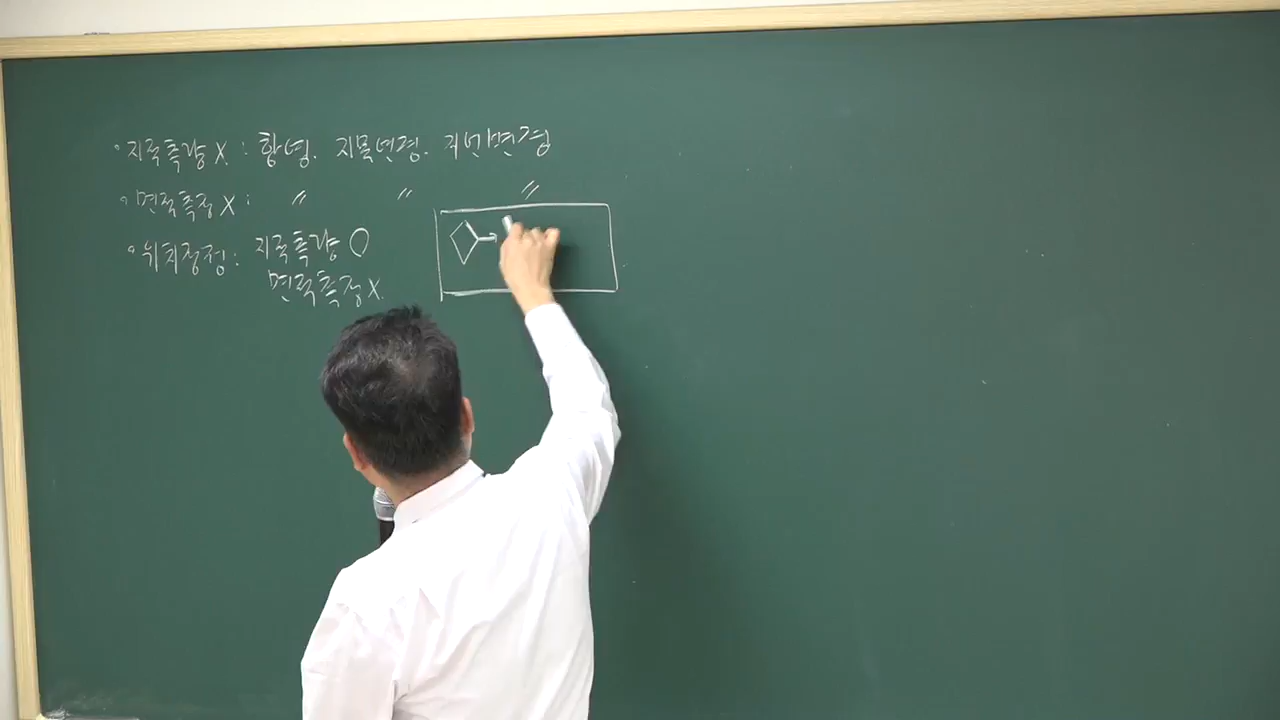 · 지적측량 X : 합병. 지목변경. 지번변경
· 면적측정 X : 〃 〃 〃
· 위치정정 : 지적측량 ○
면적측정 X